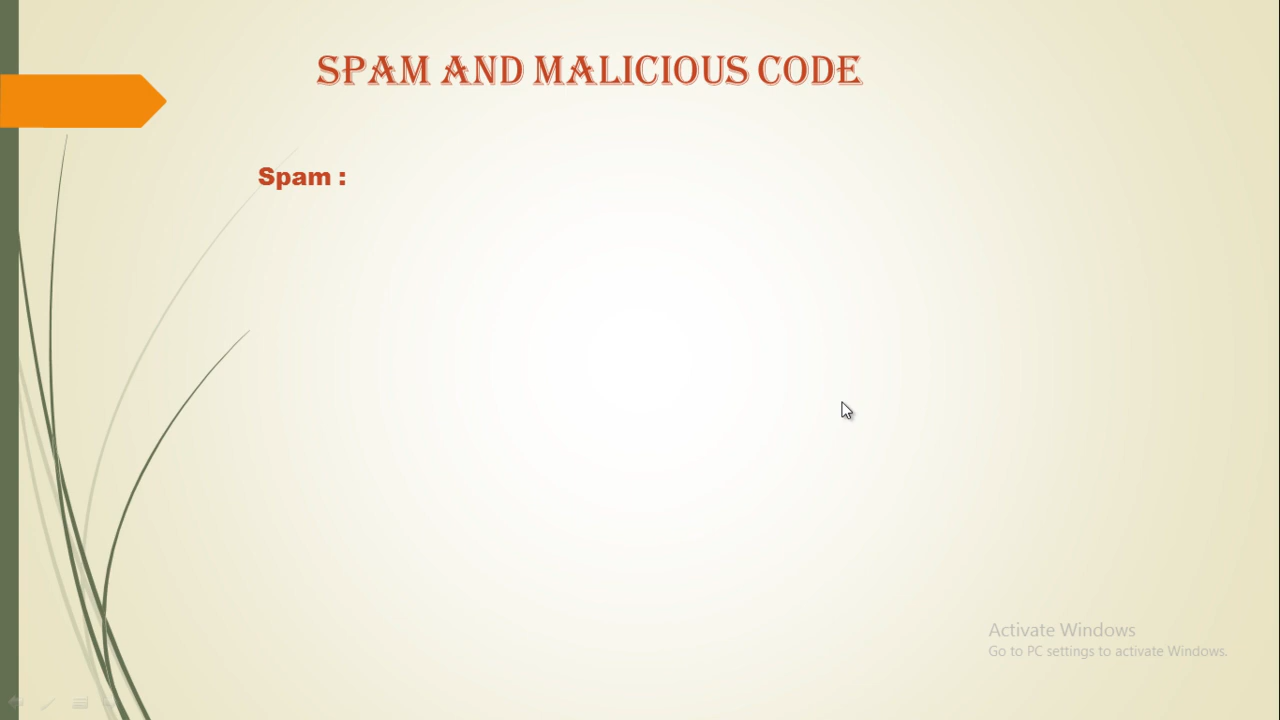 SPAM AND MALICIOUS CODE
Spam :
Activate Windows
Go to PC settings to activate Windows.